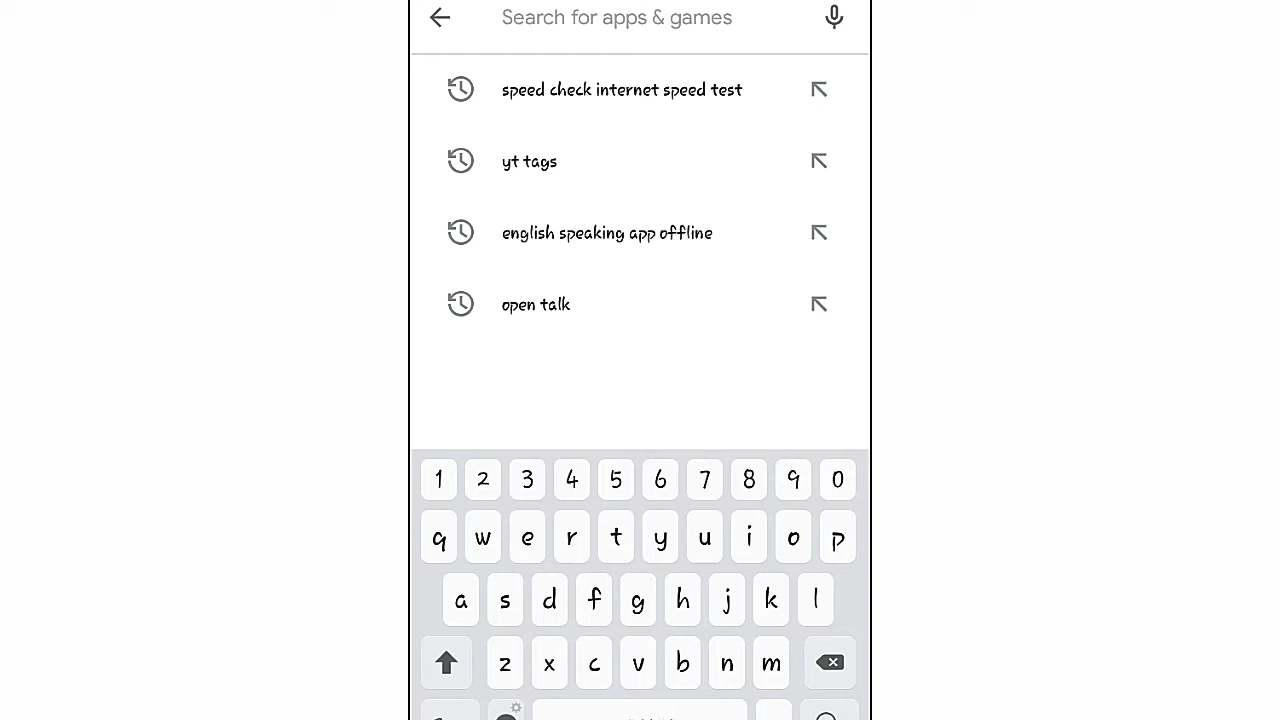 Search for apps & games
speed check internet speed test
yt tags
english speaking app offline
open talk
1 2 3 4 5 6 7 8 9 0
q w e r t y u i o p
a s d f g h j k l
z x c v b n m